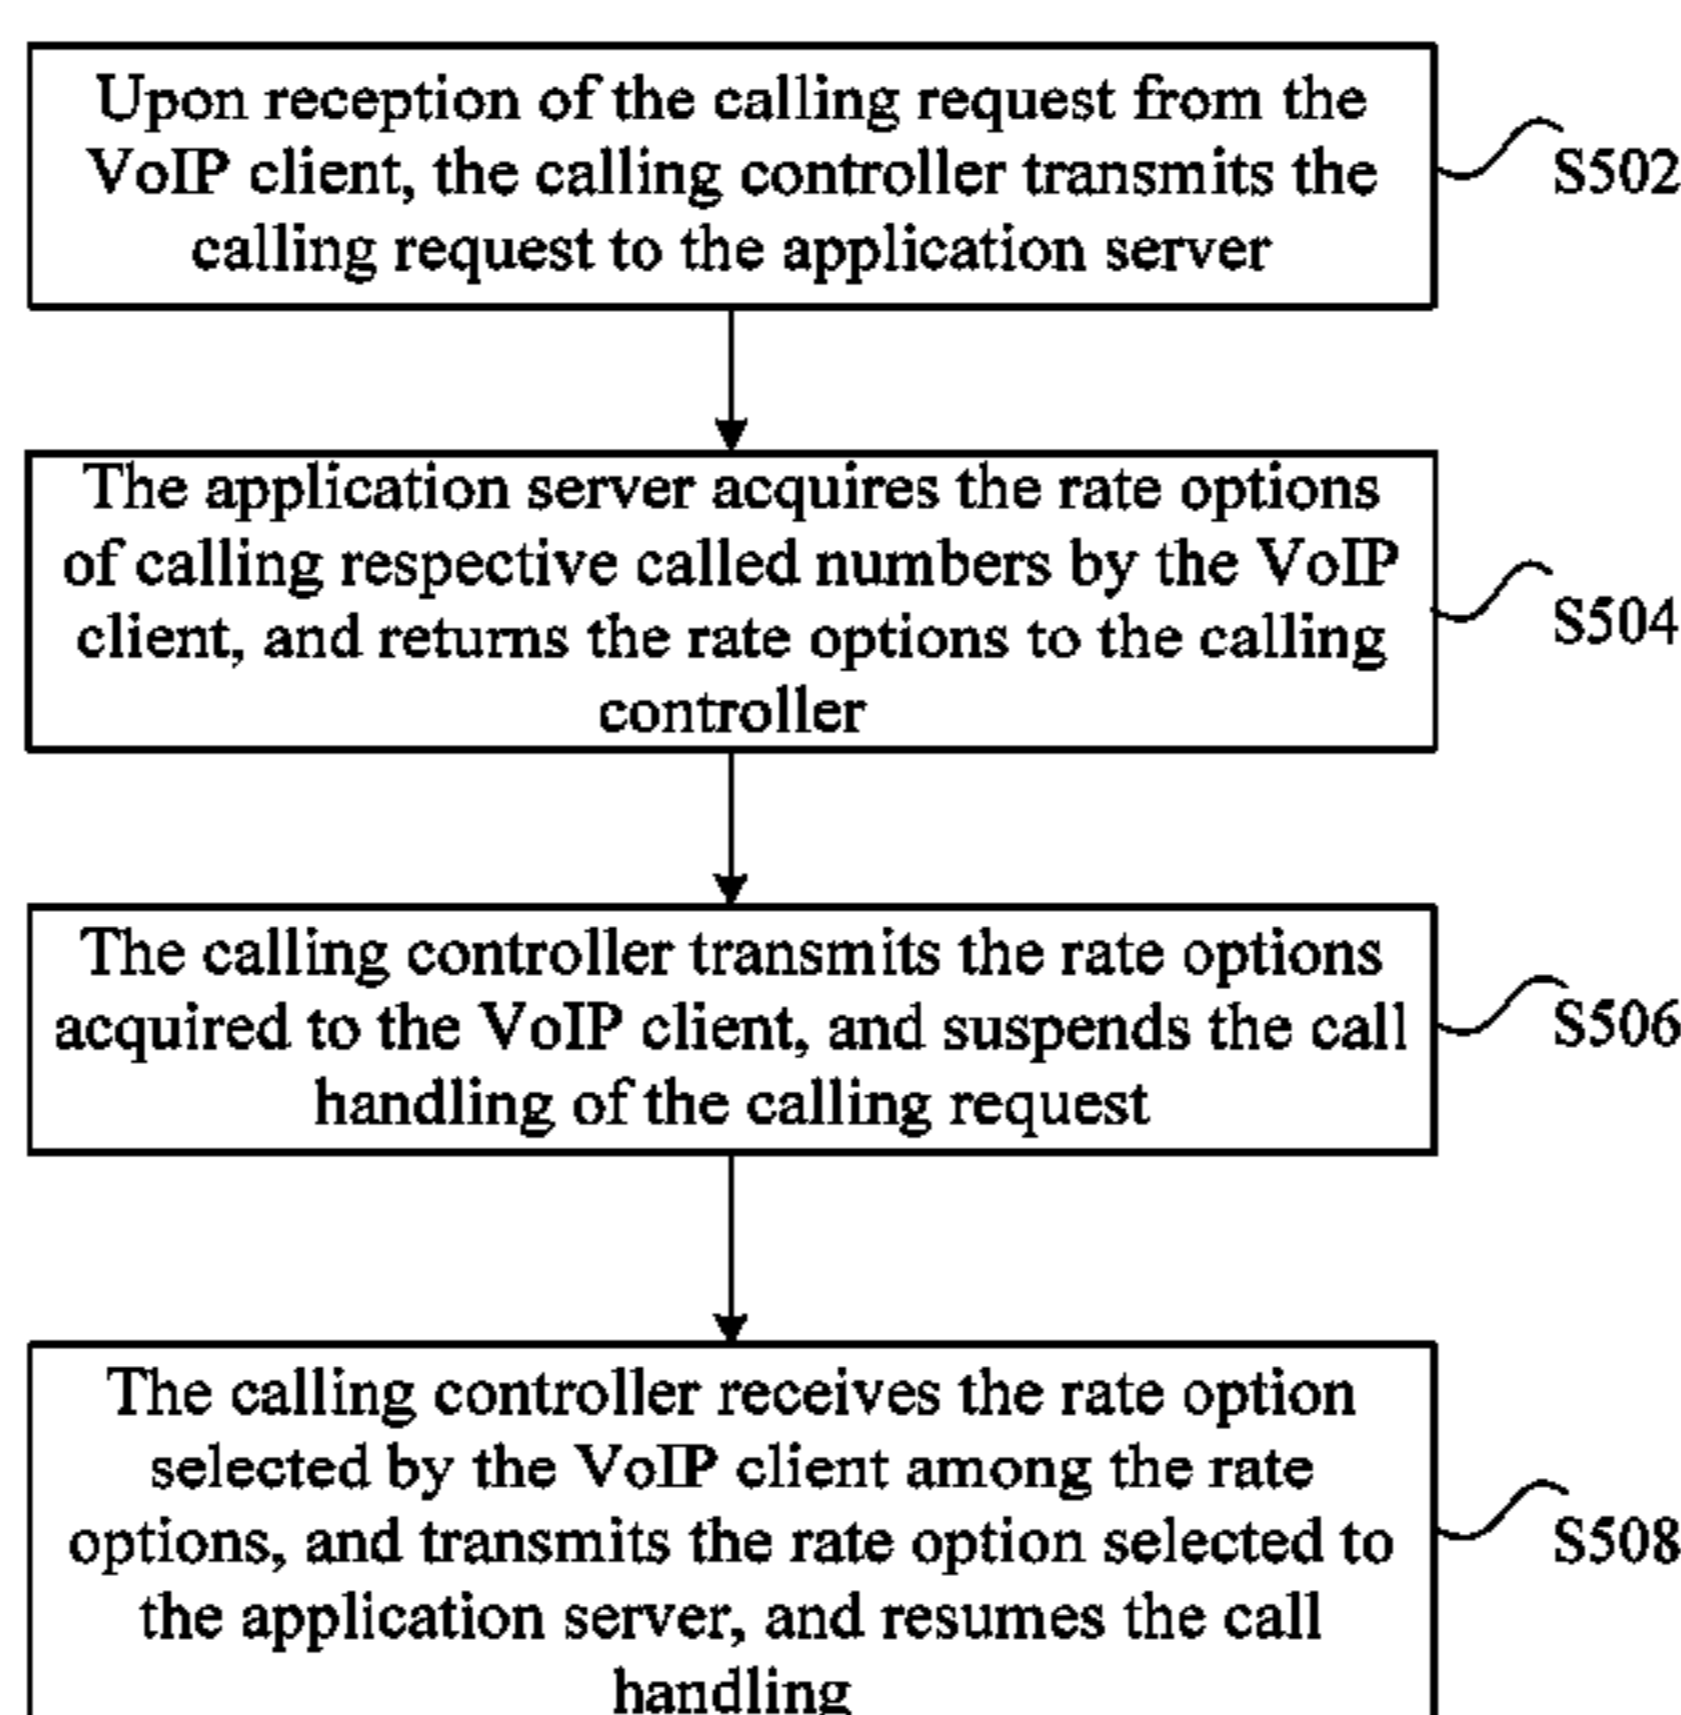 Upon reception of the calling request from the
VoIP client, the calling controller transmits the
calling request to the application server
S502
The application server acquires the rate options
of calling respective called numbers by the VoIP
client, and returns the rate options to the calling
controller
S504
The calling controller transmits the rate options
acquired to the VoIP client, and suspends the call
handling of the calling request
S506
The calling controller receives the rate option
selected by the VoIP client among the rate
options, and transmits the rate option selected to
the application server, and resumes the call
handling
S508